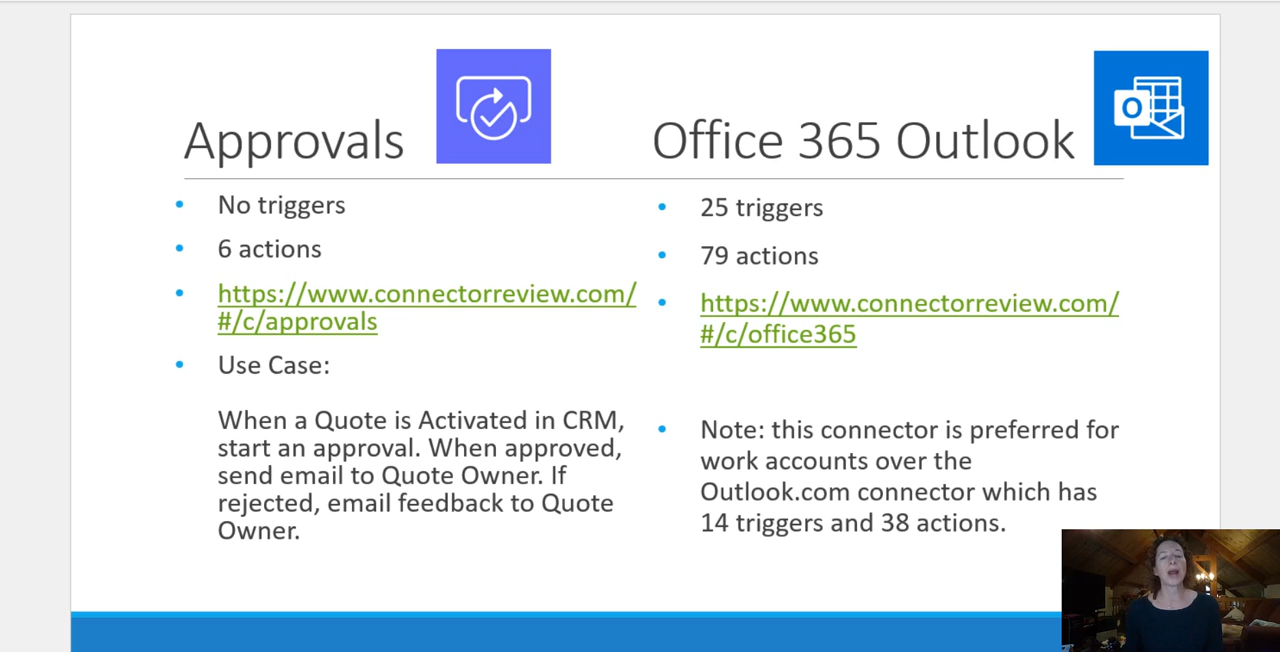 Approvals
No triggers
6 actions
https://www.connectorreview.com/
#/c/approvals
Use Case:
When a Quote is Activated in CRM,
start an approval. When approved,
send email to Quote Owner. If
rejected, email feedback to Quote
Owner.
Office 365 Outlook
O
25 triggers
79 actions
https://www.connectorreview.com/
#/c/office365
Note: this connector is preferred for
work accounts over the
Outlook.com connector which has
14 triggers and 38 actions.